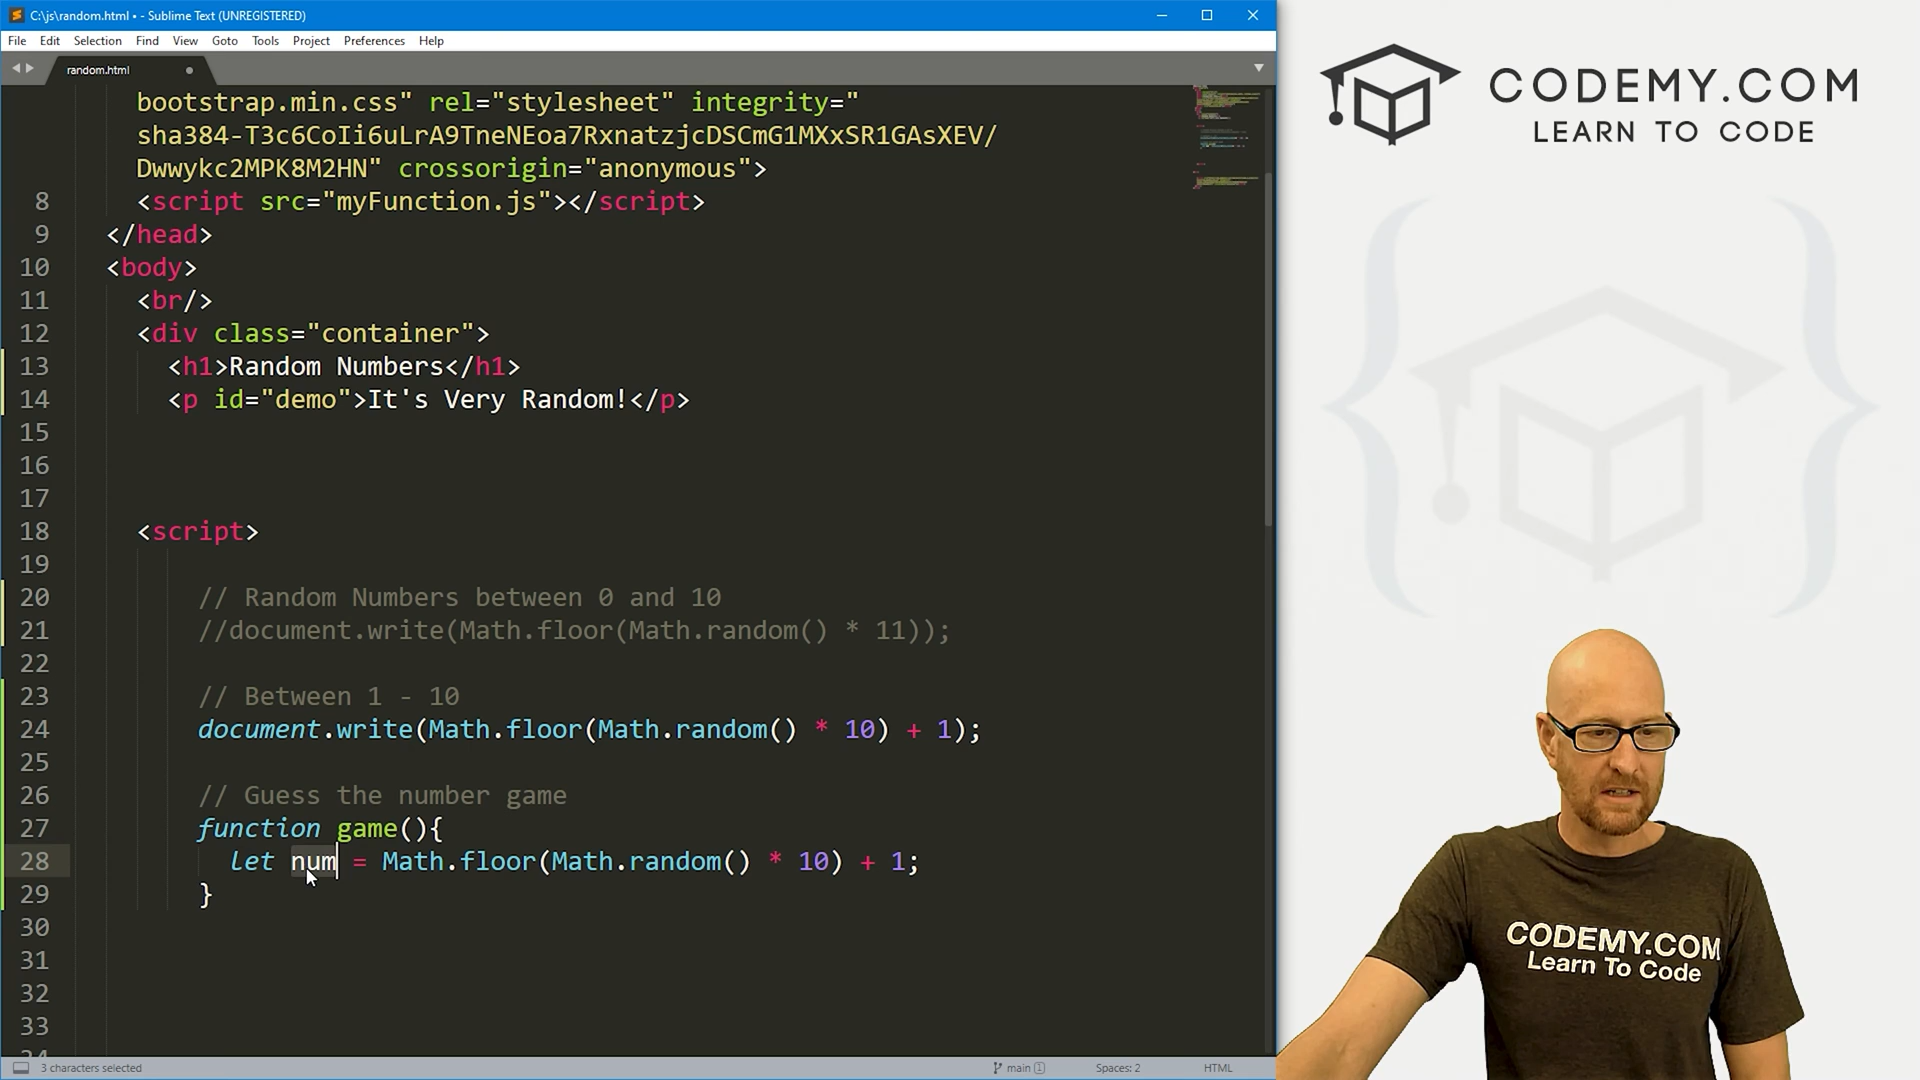 C:\js\random.html • - Sublime Text (UNREGISTERED)
File Edit Selection Find View Goto Tools Project Preferences Help
random.html
bootstrap.min.css" rel="stylesheet" integrity="
sha384-T3c6CoIi6uLrA9TneNEoa7RxnatzjcDSCmG1MXxSR1GAsXEV/
Dwwykc2MPK8M2HN" crossorigin="anonymous">
8 <script src="myFunction.js"></script>
9 </head>
10 <body>
11 <br/>
12 <div class="container">
13 <h1>Random Numbers</h1>
14 <p id="demo">It's Very Random!</p>
15
16
17
18 <script>
19
20 // Random Numbers between 0 and 10
21 //document.write(Math.floor(Math.random() * 11));
22
23 // Between 1 - 10
24 document.write(Math.floor(Math.random() * 10) + 1);
25
26 // Guess the number game
27 function game(){
28 let num = Math.floor(Math.random() * 10) + 1;
29 }
30
31
32
33
3 characters selected main 1 Spaces: 2 HTML
CODEMY.COM
LEARN TO CODE
CODEMY.COM
Learn To Code